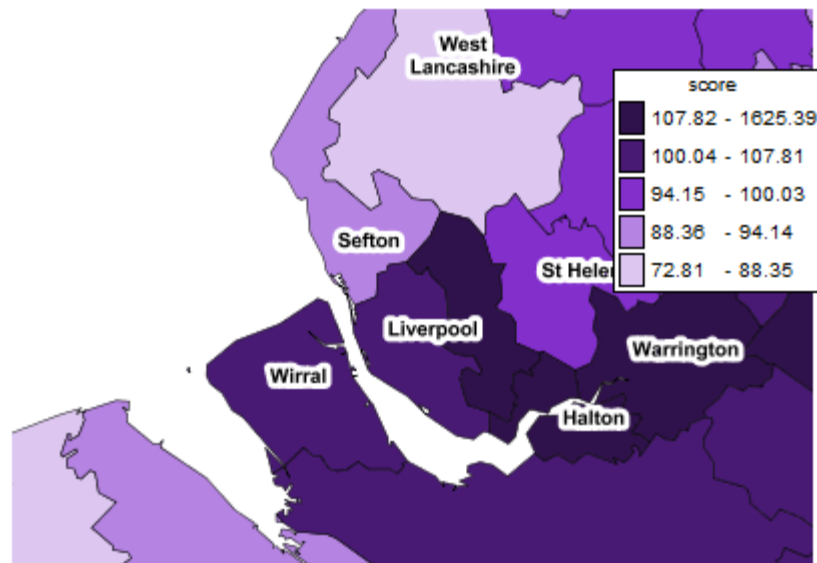 West
Lancashire
score
107.82 - 1625.39
100.04 - 107.81
94.15 - 100.03
88.36 - 94.14
72.81 - 88.35
Sefton
St Helen
Liverpool
Warrington
Wirral
Halton